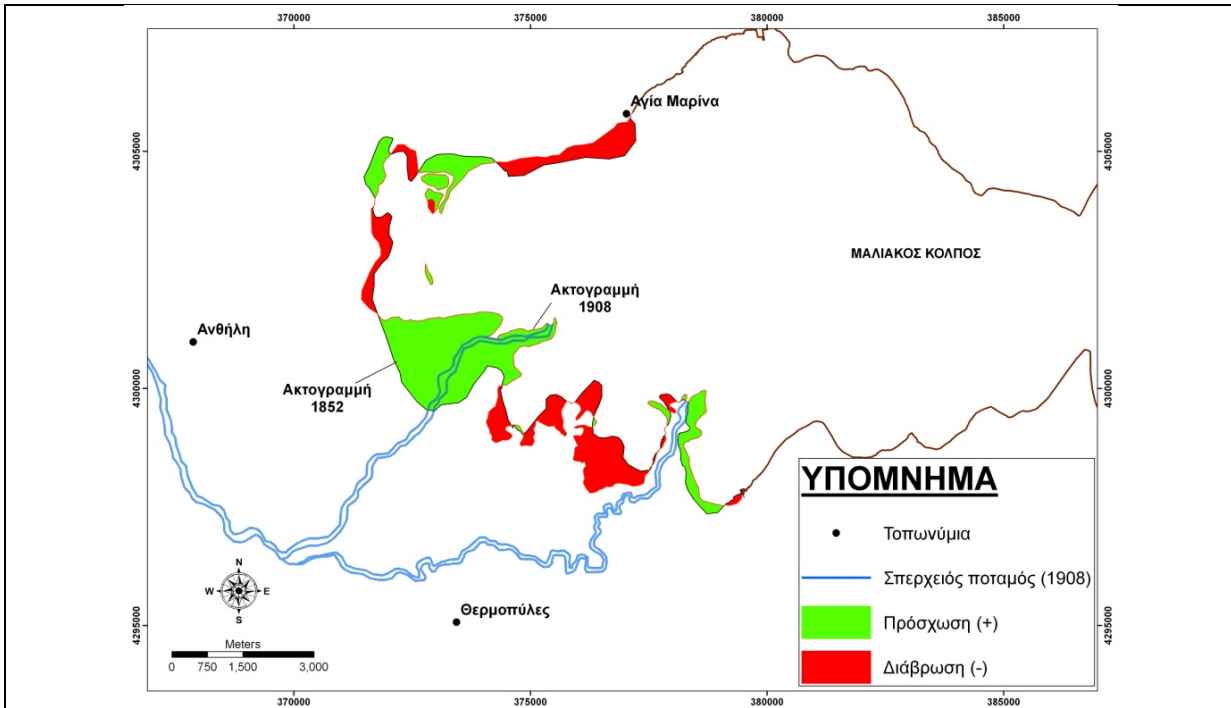 370000 375000 380000 385000
Αγία Μαρίνα
4305000 4305000
ΜΑΛΙΑΚΟΣ ΚΟΛΠΟΣ
Ακτογραμμή
1908
Ανθήλη
4300000 4300000
Ακτογραμμή
1852
ΥΠΟΜΝΗΜΑ
Τοπωνύμια
Σπερχειός ποταμός (1908)
Πρόσχωση (+)
Διάβρωση (-)
N
W E
S
Θερμοπύλες
4295000 4295000
Meters
0 750 1,500 3,000
370000 375000 380000 385000